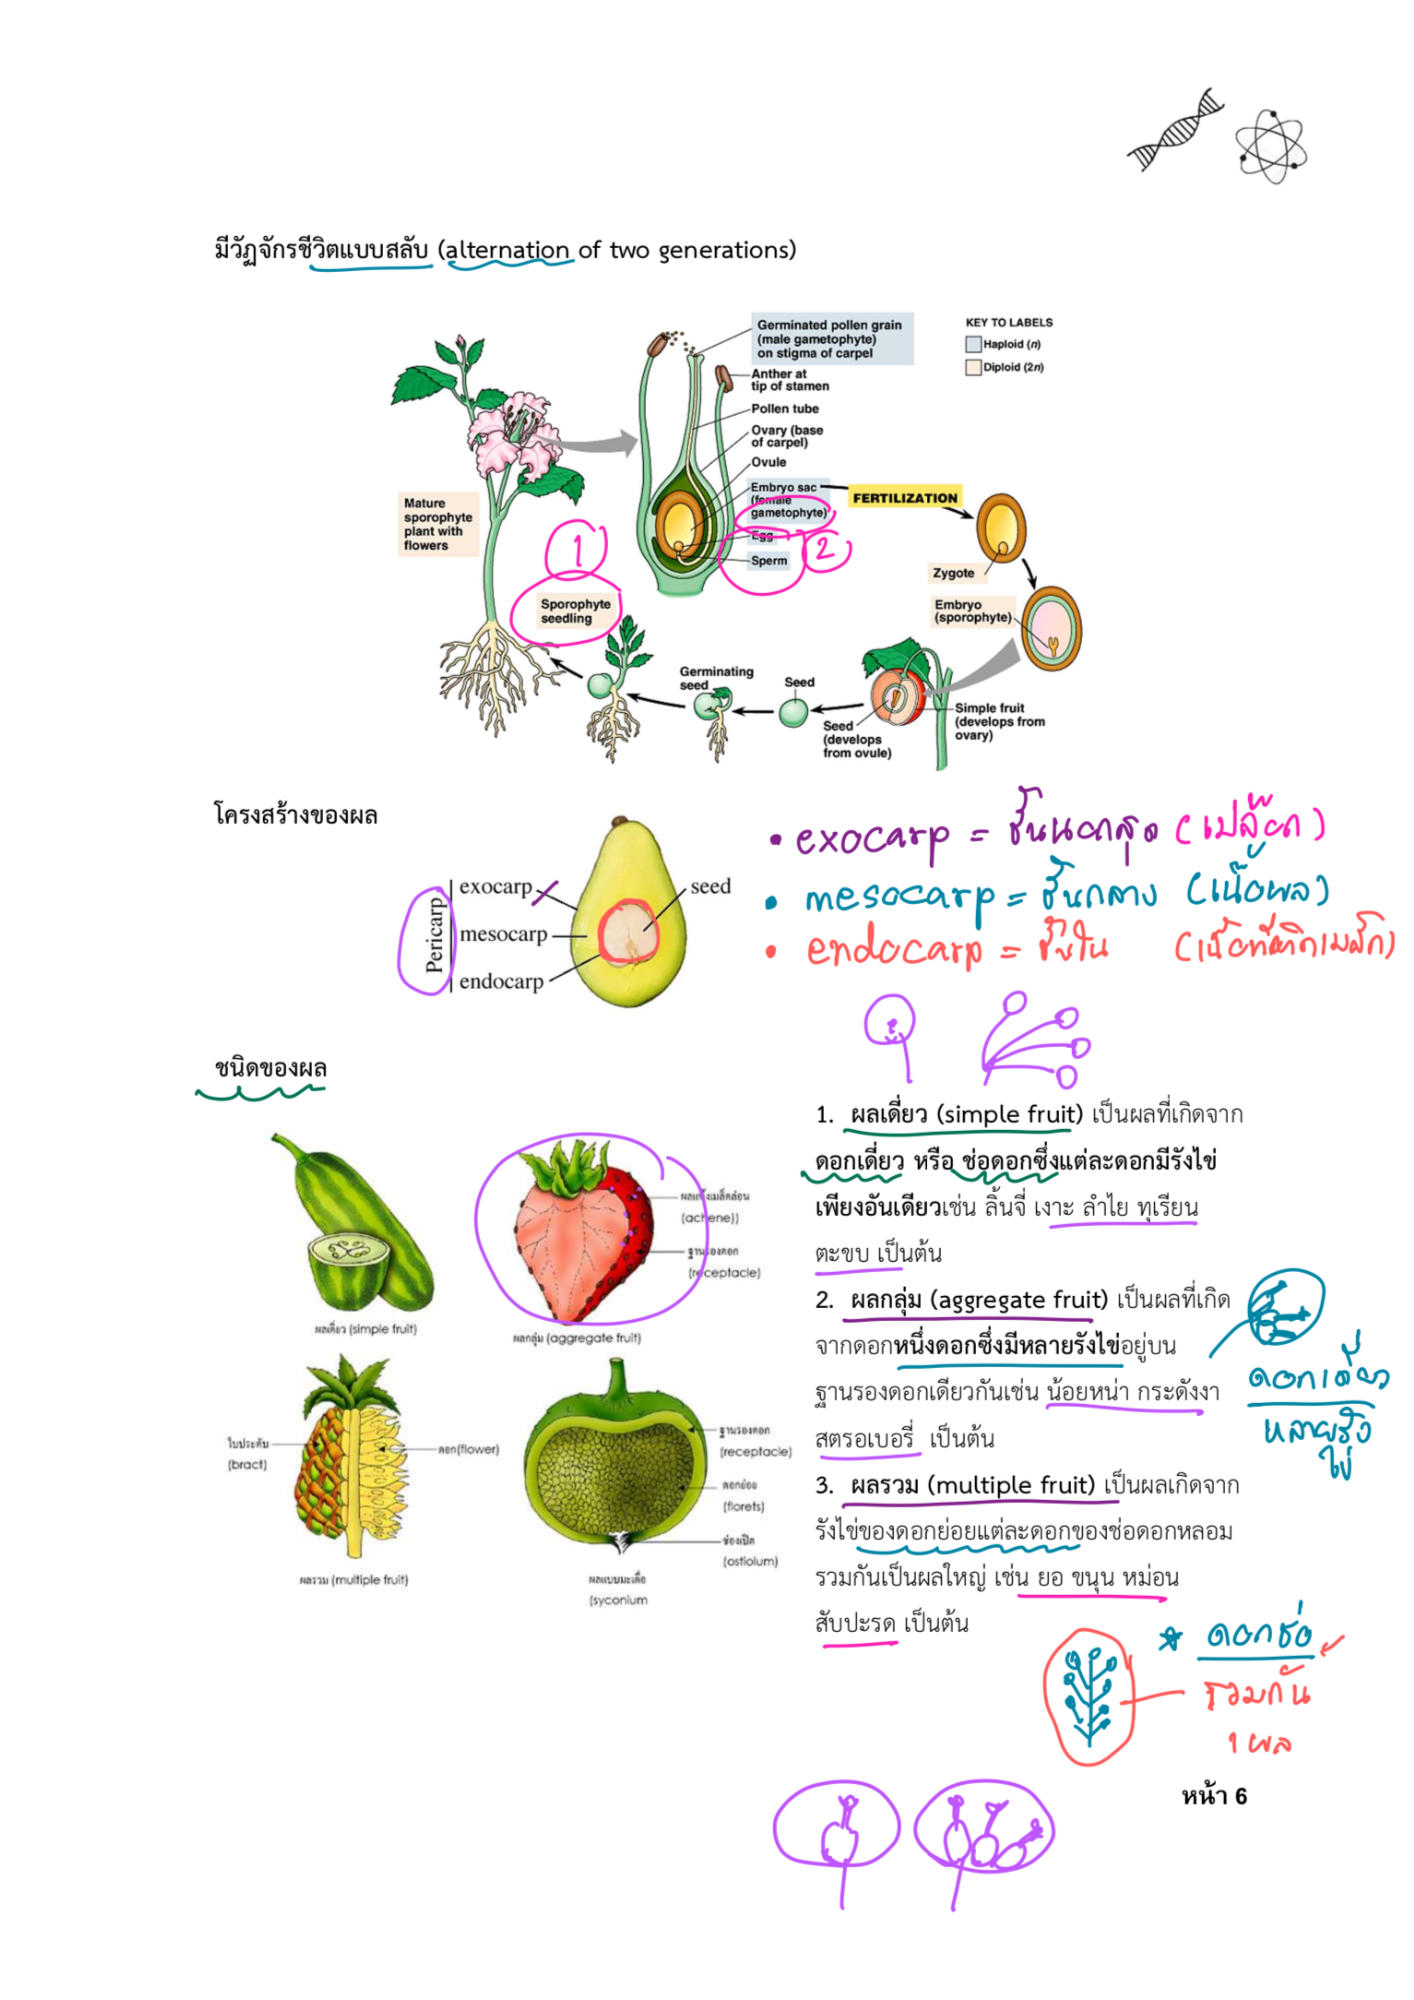 มีวัฏจักรชีวิตแบบสลับ (alternation of two generations)
Germinated pollen grain
(male gametophyte)
on stigma of carpel
KEY TO LABELS
Haploid (n)
Diploid (2n)
Anther at
tip of stamen
Pollen tube
Ovary (base
of carpel)
Ovule
Embryo sac
(female
gametophyte)
Egg
Sperm
FERTILIZATION
Mature
sporophyte
plant with
flowers
1
2
Zygote
Sporophyte
seedling
Embryo
(sporophyte)
Germinating
seed
Seed
Seed
(develops
from ovule)
Simple fruit
(develops from
ovary)
โครงสร้างของผล
Pericarp
exocarp
mesocarp
endocarp
seed
• exocarp = ชั้นนอกสุด (เปลือก)
• mesocarp = ชั้นกลาง (เนื้อผล)
• endocarp = ชั้นใน (เนื้อที่ติดเมล็ด)
ชนิดของผล
ผลเดี่ยว (simple fruit)
ผลแห้งเมล็ดล่อน
(achene))
ฐานรองดอก
(receptacle)
ผลกลุ่ม (aggregate fruit)
ใบประดับ
(bract)
ดอก(flower)
ผลรวม (multiple fruit)
ฐานรองดอก
(receptacle)
ดอกย่อย
(florets)
ช่องเปิด
(ostiolum)
ผลแบบมะเดื่อ
(syconium
1. ผลเดี่ยว (simple fruit) เป็นผลที่เกิดจาก
ดอกเดี่ยว หรือ ช่อดอกซึ่งแต่ละดอกมีรังไข่
เพียงอันเดียวเช่น ลิ้นจี่ เงาะ ลำไย ทุเรียน
ตะขบ เป็นต้น
2. ผลกลุ่ม (aggregate fruit) เป็นผลที่เกิด
จากดอกหนึ่งดอกซึ่งมีหลายรังไข่อยู่บน
ฐานรองดอกเดียวกันเช่น น้อยหน่า กระดังงา
สตรอเบอรี่ เป็นต้น
ดอกเดี่ยว
หลายรัง
ไข่
3. ผลรวม (multiple fruit) เป็นผลเกิดจาก
รังไข่ของดอกย่อยแต่ละดอกของช่อดอกหลอม
รวมกันเป็นผลใหญ่ เช่น ยอ ขนุน หม่อน
สับปะรด เป็นต้น
ดอกช่อ
รวมกัน
1 ผล
หน้า 6